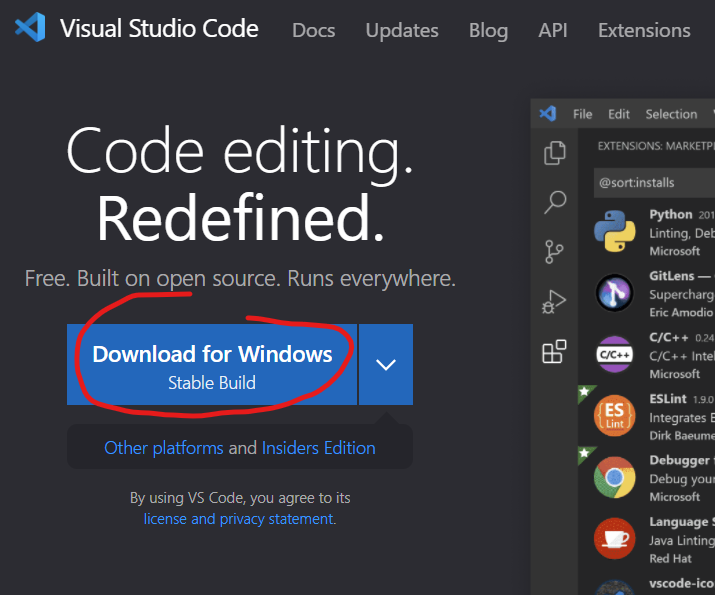 Visual Studio Code Docs Updates Blog API Extensions
Code editing.
Redefined.
Free. Built on open source. Runs everywhere.
Download for Windows
Stable Build
Other platforms and Insiders Edition
By using VS Code, you agree to its
license and privacy statement.
File Edit Selection
EXTENSIONS: MARKETPL
@sort:installs
Python 201
Linting, Deb
Microsoft
GitLens —
Supercharg
Eric Amodio
C/C++ 0.24
C/C++ Intel
Microsoft
C/C++
ESLint 1.9.0
Integrates E
Dirk Baeume
ES
Lint
Debugger
Debug your
Microsoft
Language S
Java Linting
Red Hat
vscode-ico